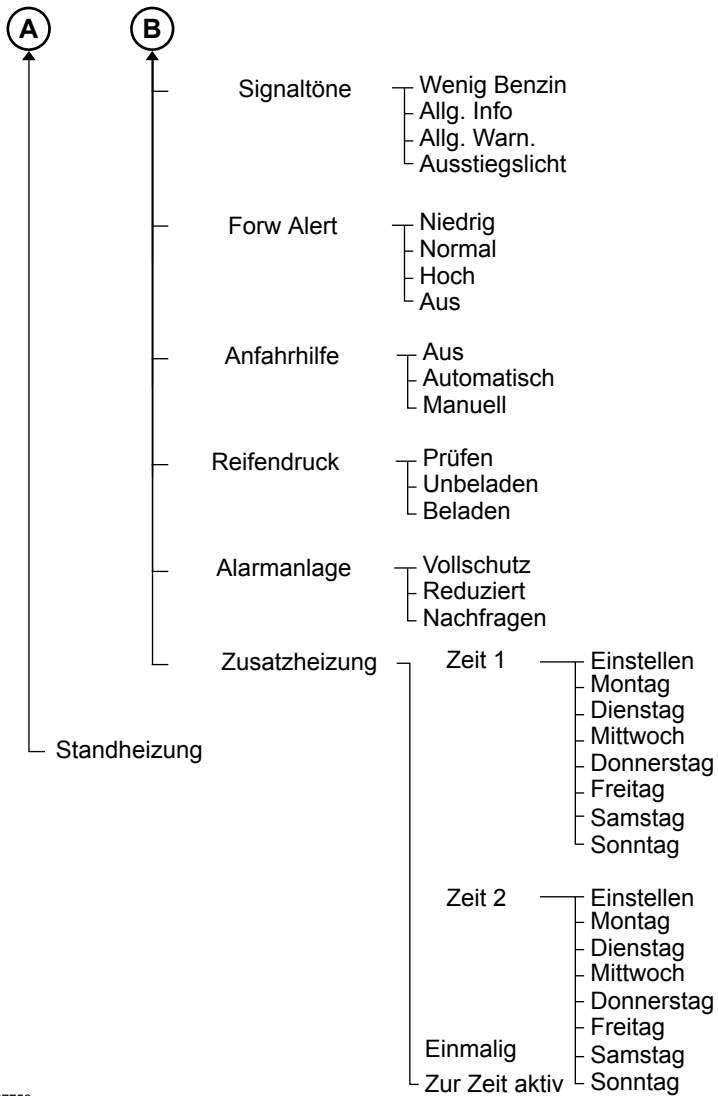 A B
Signaltöne
Wenig Benzin
Allg. Info
Allg. Warn.
Ausstiegslicht
Forw Alert
Niedrig
Normal
Hoch
Aus
Anfahrhilfe
Aus
Automatisch
Manuell
Reifendruck
Prüfen
Unbeladen
Beladen
Alarmanlage
Vollschutz
Reduziert
Nachfragen
Zusatzheizung
Zeit 1
Einstellen
Montag
Dienstag
Mittwoch
Donnerstag
Freitag
Samstag
Sonntag
Standheizung
Zeit 2
Einstellen
Montag
Dienstag
Mittwoch
Donnerstag
Freitag
Samstag
Sonntag
Einmalig
Zur Zeit aktiv